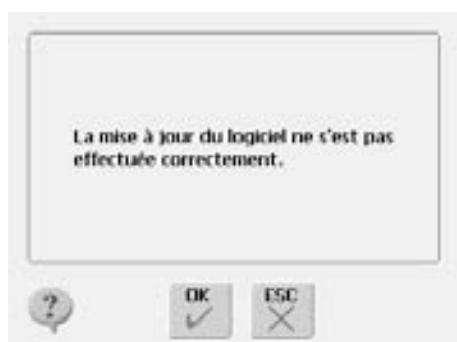 La mise à jour du logiciel ne s'est pas
effectuée correctement.
?
OK
ESC